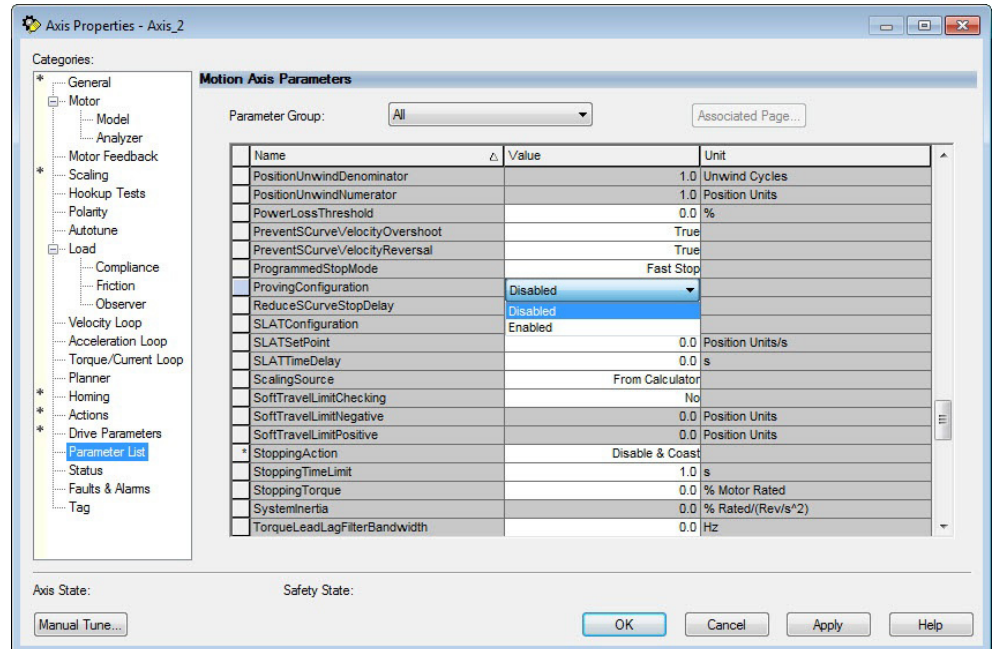 Axis Properties - Axis_2
Categories:
* General
Motor
Model
Analyzer
Motor Feedback
* Scaling
Hookup Tests
Polarity
Autotune
Load
Compliance
Friction
Observer
Velocity Loop
Acceleration Loop
Torque/Current Loop
Planner
* Homing
* Actions
* Drive Parameters
Parameter List
Status
Faults & Alarms
Tag
Motion Axis Parameters
Parameter Group: All Associated Page...
Name Value Unit
PositionUnwindDenominator 1.0 Unwind Cycles
PositionUnwindNumerator 1.0 Position Units
PowerLossThreshold 0.0 %
PreventSCurveVelocityOvershoot True
PreventSCurveVelocityReversal True
ProgrammedStopMode Fast Stop
ProvingConfiguration Disabled
ReduceSCurveStopDelay Disabled
SLATConfiguration Enabled
SLATSetPoint 0.0 Position Units/s
SLATTimeDelay 0.0 s
ScalingSource From Calculator
SoftTravelLimitChecking No
SoftTravelLimitNegative 0.0 Position Units
SoftTravelLimitPositive 0.0 Position Units
* StoppingAction Disable & Coast
StoppingTimeLimit 1.0 s
StoppingTorque 0.0 % Motor Rated
SystemInertia 0.0 % Rated/(Rev/s^2)
TorqueLeadLagFilterBandwidth 0.0 Hz
Axis State: Safety State:
Manual Tune... OK Cancel Apply Help